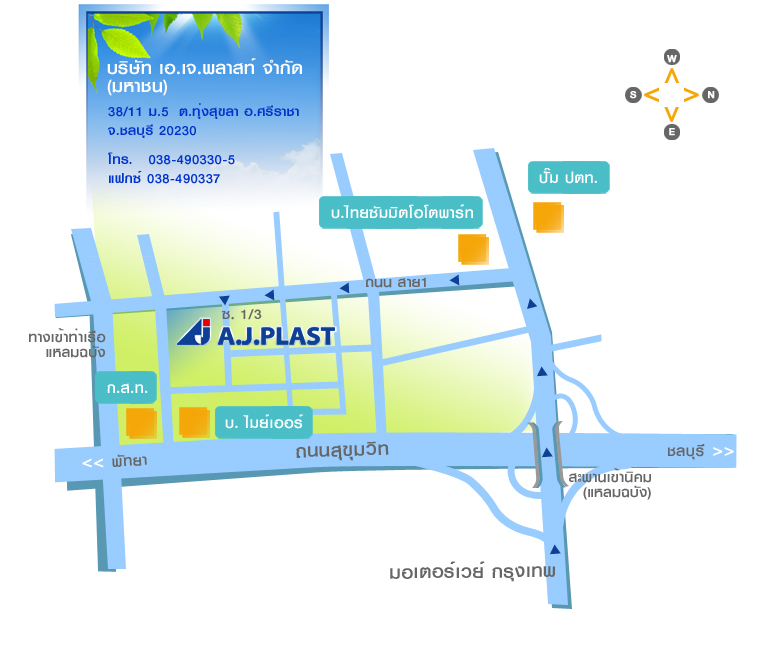 บริษัท เอ.เจ.พลาสท์ จำกัด
(มหาชน)
38/11 ม.5 ต.ทุ่งสุขลา อ.ศรีราชา
จ.ชลบุรี 20230
โทร. 038-490330-5
แฟกซ์ 038-490337
W
S
N
E
ปั๊ม ปตท.
บ.ไทยซัมมิตโอโตพาร์ท
ถนน สาย1
ซ. 1/3
A.J.PLAST
ทางเข้าท่าเรือ
แหลมฉบัง
ก.ส.ท.
บ. ไมย์เออร์
ถนนสุขุมวิท
<< พัทยา
ชลบุรี >>
สะพานเข้านิคม
(แหลมฉบัง)
มอเตอร์เวย์ กรุงเทพ